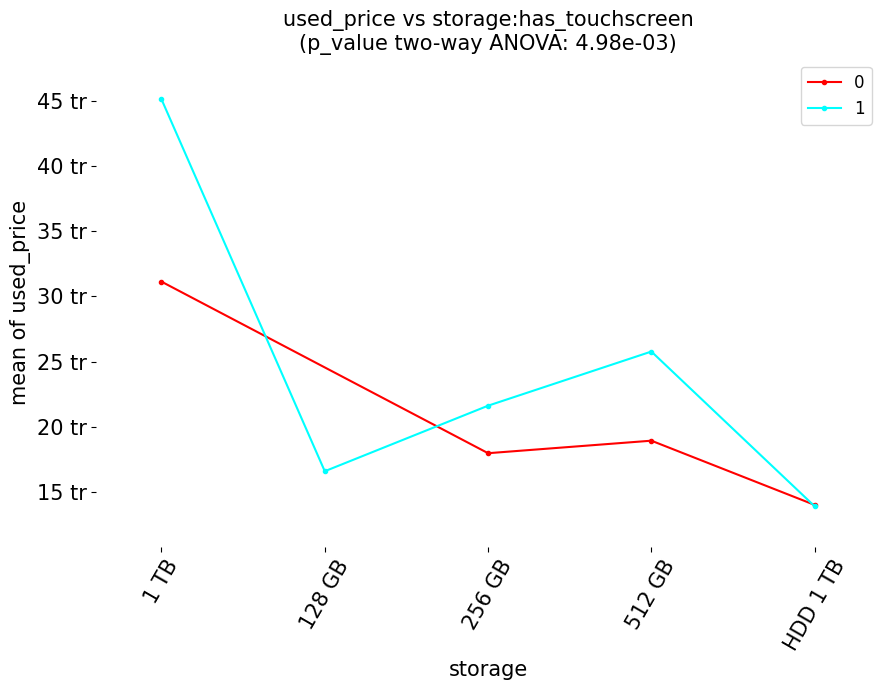 used_price vs storage:has_touchscreen
(p_value two-way ANOVA: 4.98e-03)
0
1
45 tr
40 tr
35 tr
30 tr
25 tr
20 tr
15 tr
mean of used_price
1 TB
128 GB
256 GB
512 GB
HDD 1 TB
storage